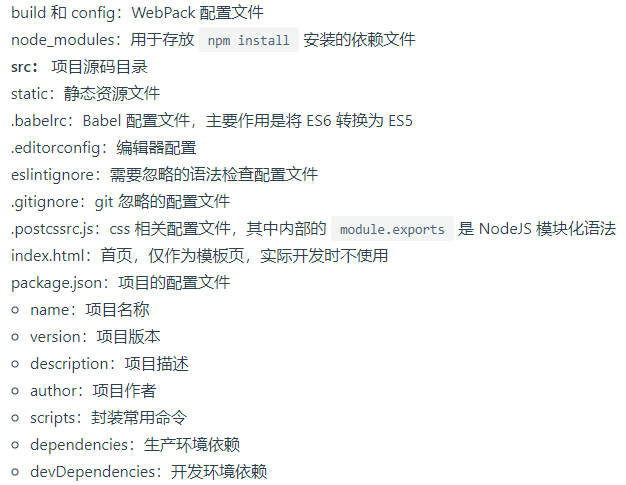 build 和 config：WebPack 配置文件
node_modules：用于存放 npm install 安装的依赖文件
src： 项目源码目录
static：静态资源文件
.babelrc：Babel 配置文件，主要作用是将 ES6 转换为 ES5
.editorconfig：编辑器配置
eslintignore：需要忽略的语法检查配置文件
.gitignore：git 忽略的配置文件
.postcssrc.js：css 相关配置文件，其中内部的 module.exports 是 NodeJS 模块化语法
index.html：首页，仅作为模板页，实际开发时不使用
package.json：项目的配置文件
name：项目名称
version：项目版本
description：项目描述
author：项目作者
scripts：封装常用命令
dependencies：生产环境依赖
devDependencies：开发环境依赖